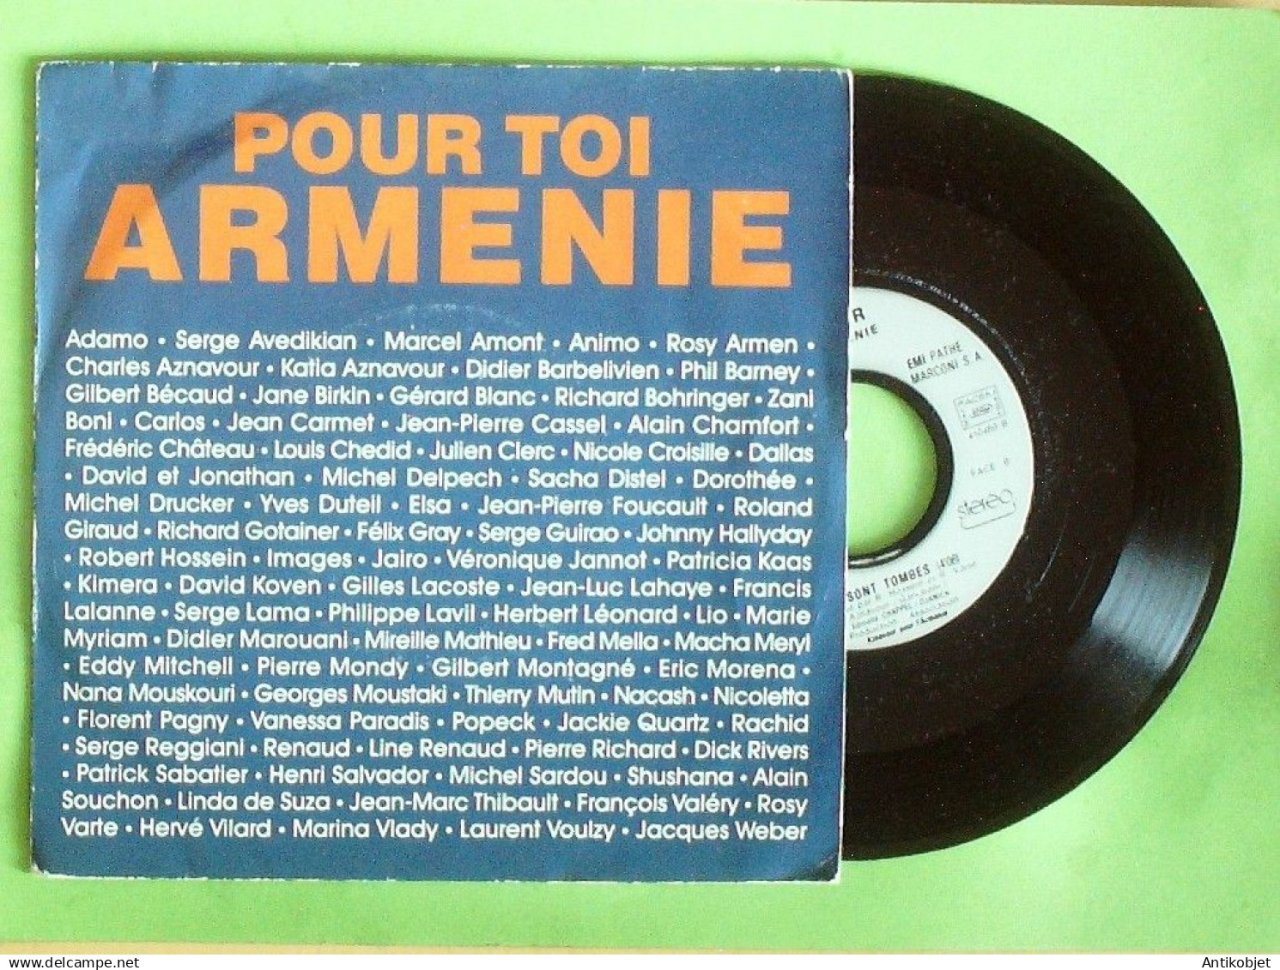 POUR TOI
ARMENIE
Adamo • Serge Avedikian • Marcel Amont • Animo • Rosy Armen •
Charles Aznavour • Katia Aznavour • Didier Barbelivien • Phil Barney •
Gilbert Bécaud • Jane Birkin • Gérard Blanc • Richard Bohringer • Zani
Boni • Carlos • Jean Carmet • Jean-Pierre Cassel • Alain Chamfort •
Frédéric Château • Louis Chedid • Julien Clerc • Nicole Croisille • Dallas
• David et Jonathan • Michel Delpech • Sacha Distel • Dorothée •
Michel Drucker • Yves Duteil • Elsa • Jean-Pierre Foucault • Roland
Giraud • Richard Gotainer • Félix Gray • Serge Guirao • Johnny Hallyday
• Robert Hossein • Images • Jairo • Véronique Jannot • Patricia Kaas
• Kimera • David Koven • Gilles Lacoste • Jean-Luc Lahaye • Francis
Lalanne • Serge Lama • Philippe Lavil • Herbert Léonard • Lio • Marie
Myriam • Didier Marouani • Mireille Mathieu • Fred Mella • Macha Meryl
• Eddy Mitchell • Pierre Mondy • Gilbert Montagné • Eric Morena •
Nana Mouskouri • Georges Moustaki • Thierry Mutin • Nacash • Nicoletta
• Florent Pagny • Vanessa Paradis • Popeck • Jackie Quartz • Rachid
• Serge Reggiani • Renaud • Line Renaud • Pierre Richard • Dick Rivers
• Patrick Sabatier • Henri Salvador • Michel Sardou • Shushana • Alain
Souchon • Linda de Suza • Jean-Marc Thibault • François Valéry • Rosy
Varte • Hervé Vilard • Marina Vlady • Laurent Voulzy • Jacques Weber
R
NIE
EMI PATHE
MARCONI S.A.
FACE B
stereo
SONT TOMBES
www.delcampe.net
Antikobjet